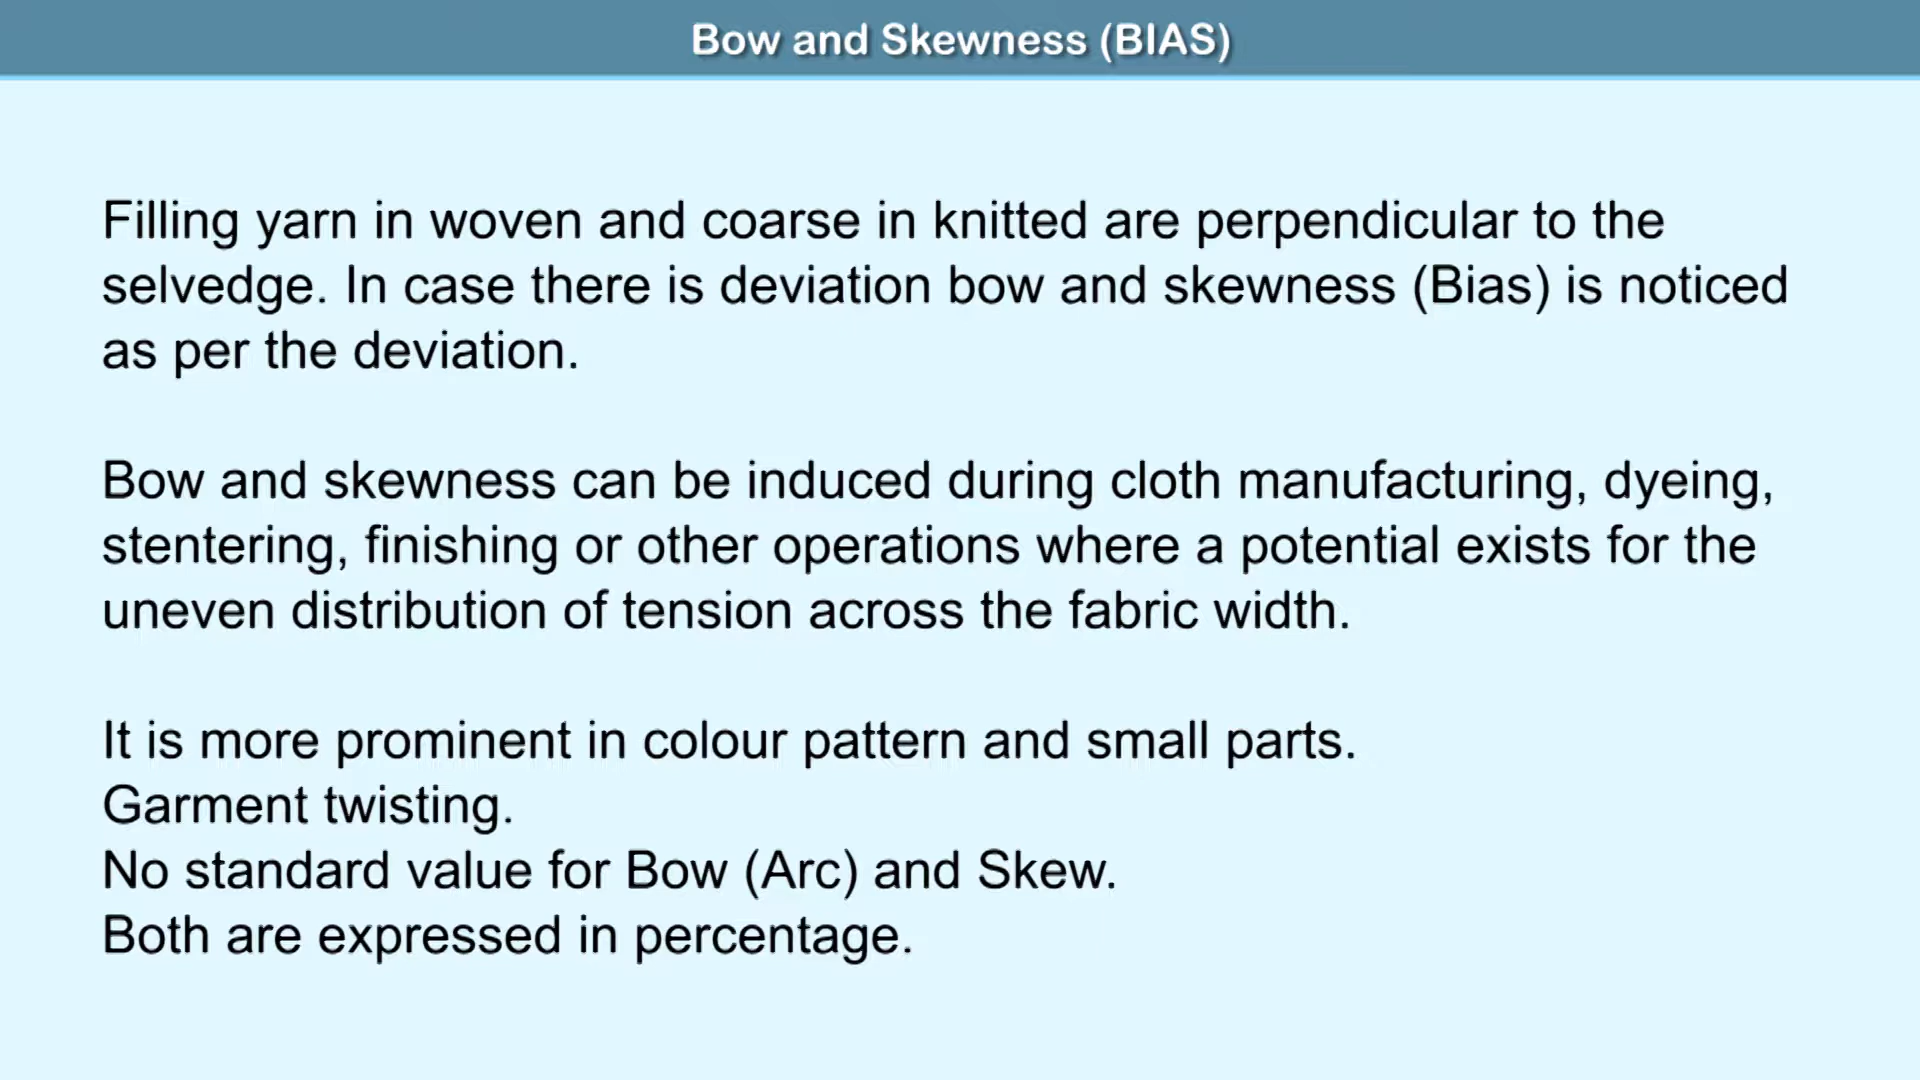 Bow and Skewness (BIAS)
Filling yarn in woven and coarse in knitted are perpendicular to the
selvedge. In case there is deviation bow and skewness (Bias) is noticed
as per the deviation.
Bow and skewness can be induced during cloth manufacturing, dyeing,
stentering, finishing or other operations where a potential exists for the
uneven distribution of tension across the fabric width.
It is more prominent in colour pattern and small parts.
Garment twisting.
No standard value for Bow (Arc) and Skew.
Both are expressed in percentage.